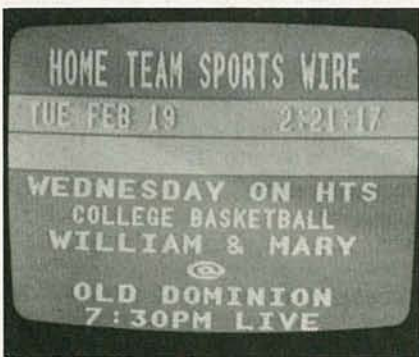 HOME TEAM SPORTS WIRE
TUE FEB 19 2:21:17
WEDNESDAY ON HTS
COLLEGE BASKETBALL
WILLIAM & MARY
@
OLD DOMINION
7:30PM LIVE